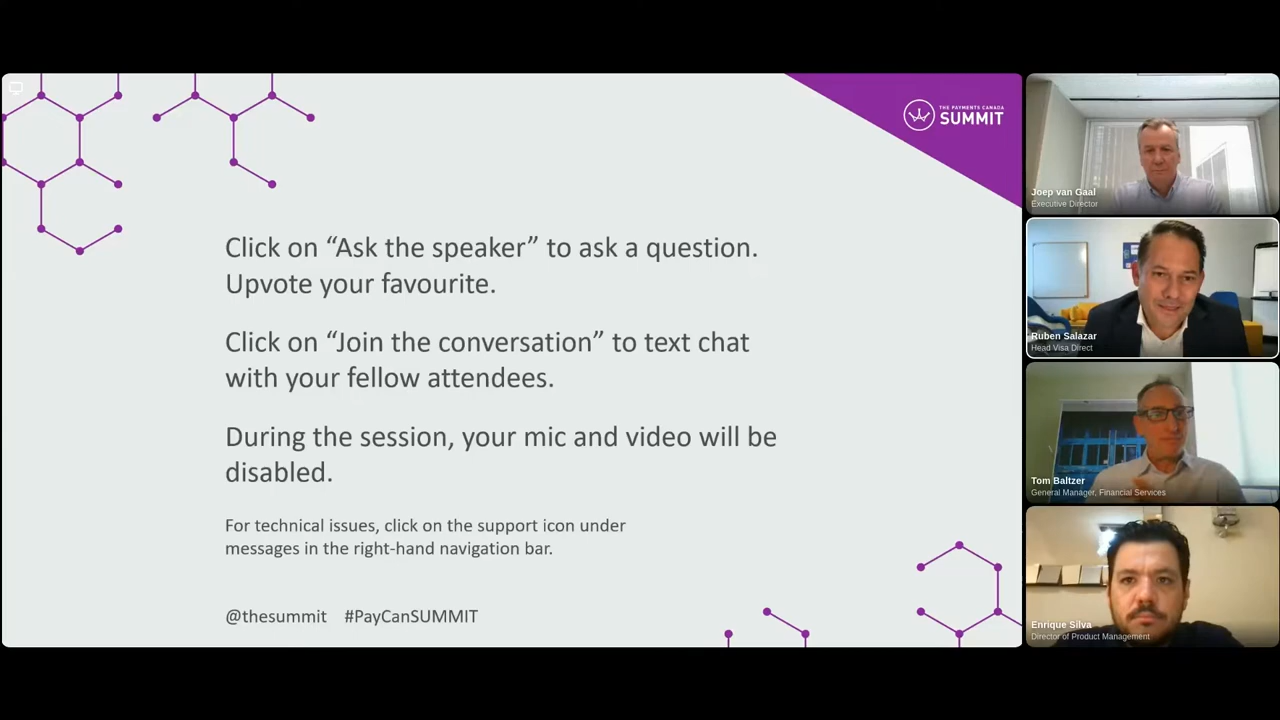 THE PAYMENTS CANADA
SUMMIT
Click on “Ask the speaker” to ask a question.
Upvote your favourite.
Click on “Join the conversation” to text chat
with your fellow attendees.
During the session, your mic and video will be
disabled.
For technical issues, click on the support icon under
messages in the right-hand navigation bar.
@thesummit #PayCanSUMMIT
Joep van Gaal
Executive Director
Ruben Salazar
Head Visa Direct
Tom Baltzer
General Manager, Financial Services
Enrique Silva
Director of Product Management